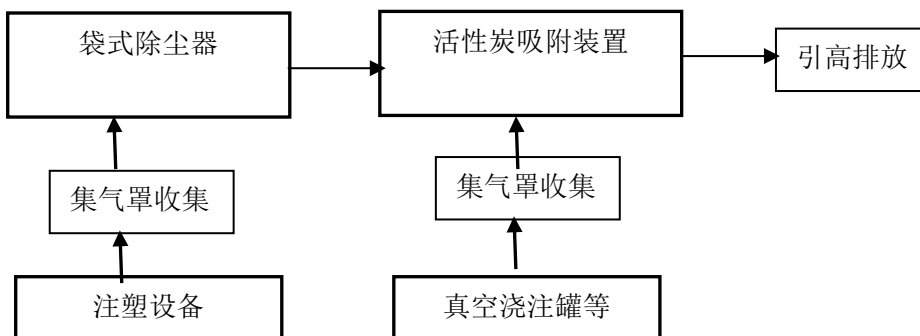 袋式除尘器
活性炭吸附装置
引高排放
集气罩收集
集气罩收集
注塑设备
真空浇注罐等